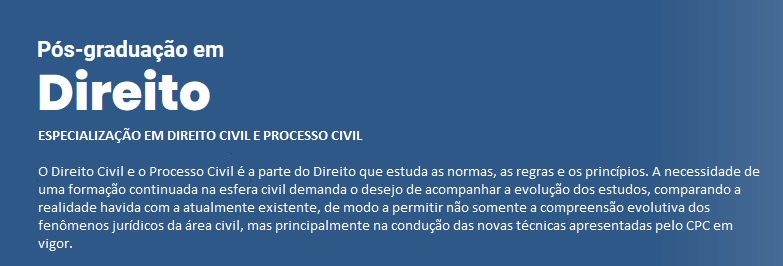 Pós-graduação em
Direito
ESPECIALIZAÇÃO EM DIREITO CIVIL E PROCESSO CIVIL
O Direito Civil e o Processo Civil é a parte do Direito que estuda as normas, as regras e os princípios. A necessidade de
uma formação continuada na esfera civil demanda o desejo de acompanhar a evolução dos estudos, comparando a
realidade havida com a atualmente existente, de modo a permitir não somente a compreensão evolutiva dos
fenômenos jurídicos da área civil, mas principalmente na condução das novas técnicas apresentadas pelo CPC em
vigor.